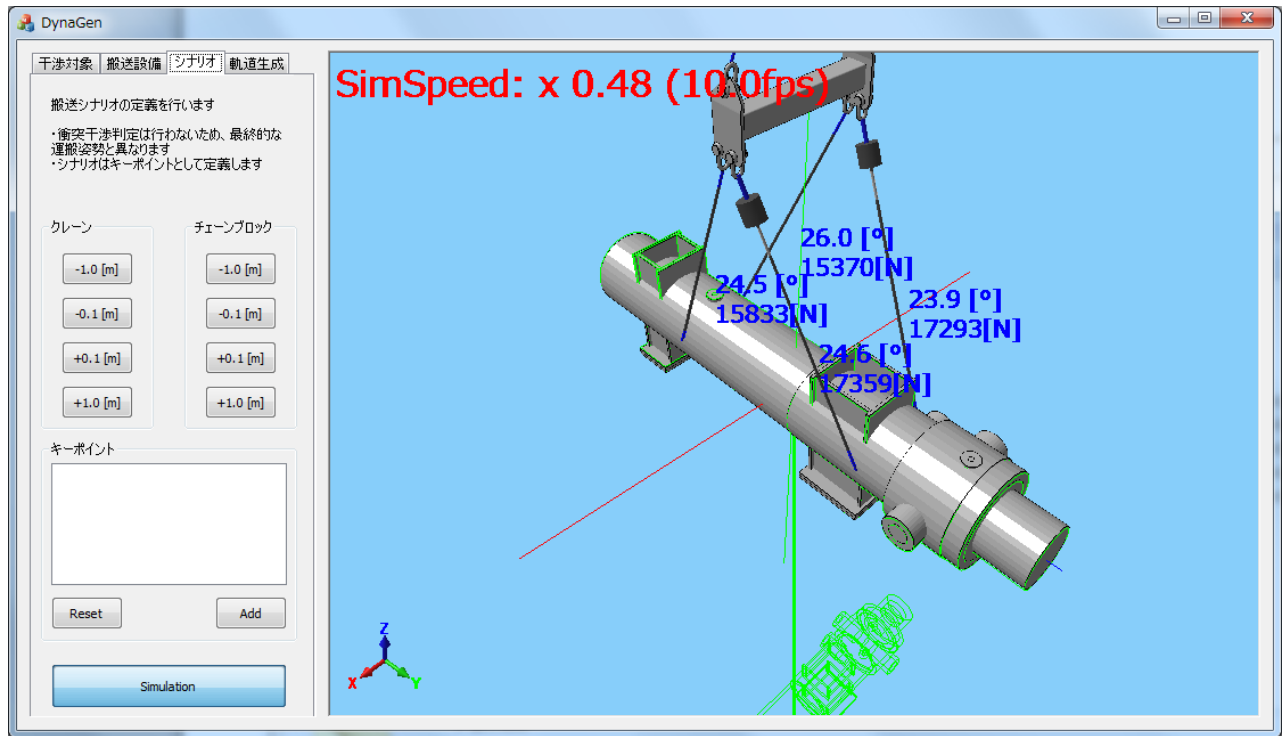 DynaGen
干渉対象 搬送設備 シナリオ 軌道生成
搬送シナリオの定義を行います
・衝突干渉判定は行わないため、最終的な
運搬姿勢と異なります
・シナリオはキーポイントとして定義します
クレーン
-1.0 [m]
-0.1 [m]
+0.1 [m]
+1.0 [m]
チェーンブロック
-1.0 [m]
-0.1 [m]
+0.1 [m]
+1.0 [m]
キーポイント
Reset
Add
Simulation
SimSpeed: x 0.48 (10.0fps)
26.0 [°]
15370[N]
24.5 [°]
15833[N]
23.9 [°]
17293[N]
24.6 [°]
17359[N]
Z
X
Y